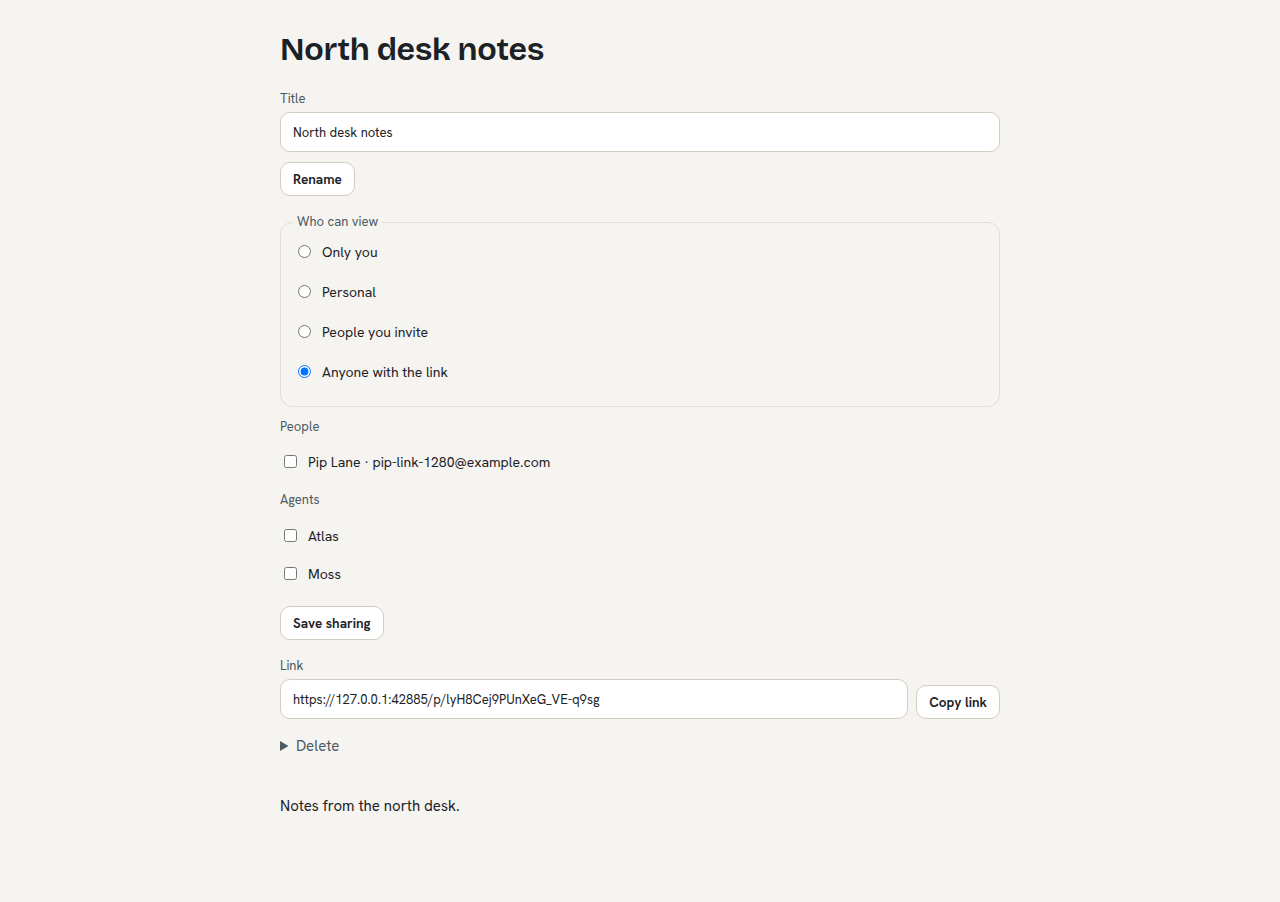 North desk notes
Title
North desk notes
Rename
Who can view
Only you
Personal
People you invite
Anyone with the link
People
Pip Lane · pip-link-1280@example.com
Agents
Atlas
Moss
Save sharing
Link
https://127.0.0.1:42885/p/lyH8Cej9PUnXeG_VE-q9sg
Copy link
Delete
Notes from the north desk.